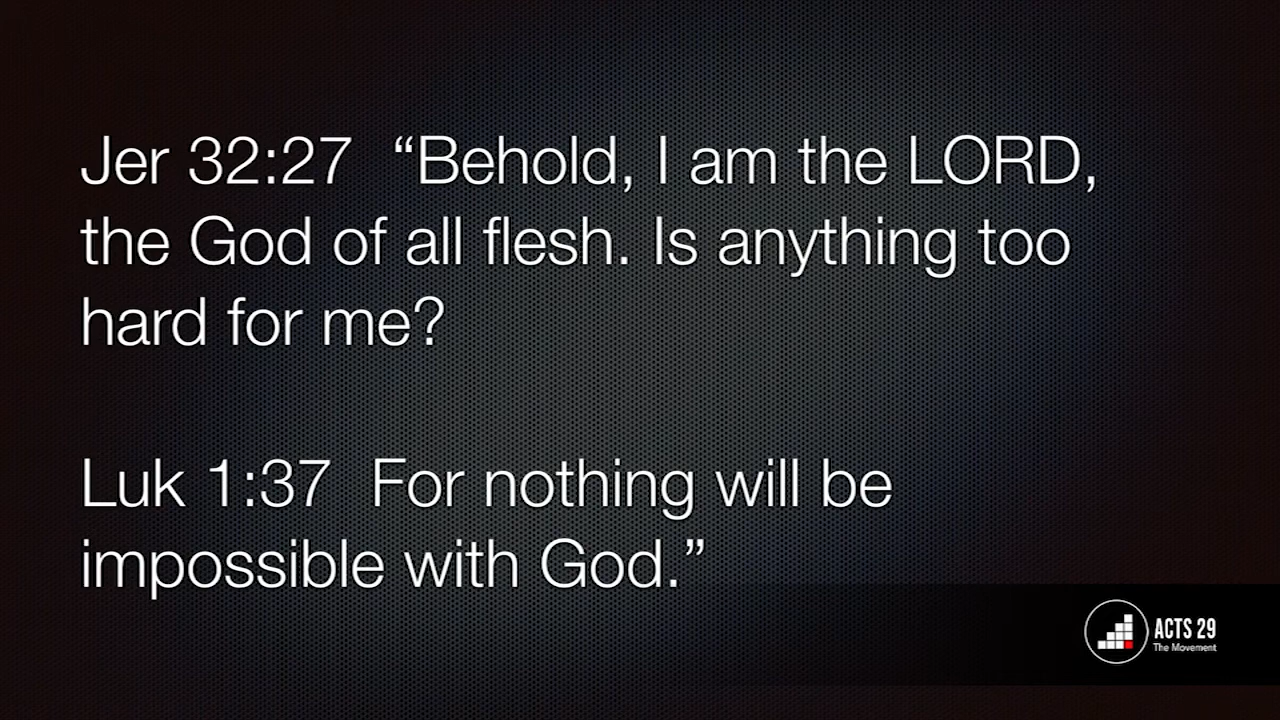 Jer 32:27  “Behold, I am the LORD,
the God of all flesh. Is anything too
hard for me?
Luk 1:37  For nothing will be
impossible with God.”
ACTS 29
The Movement